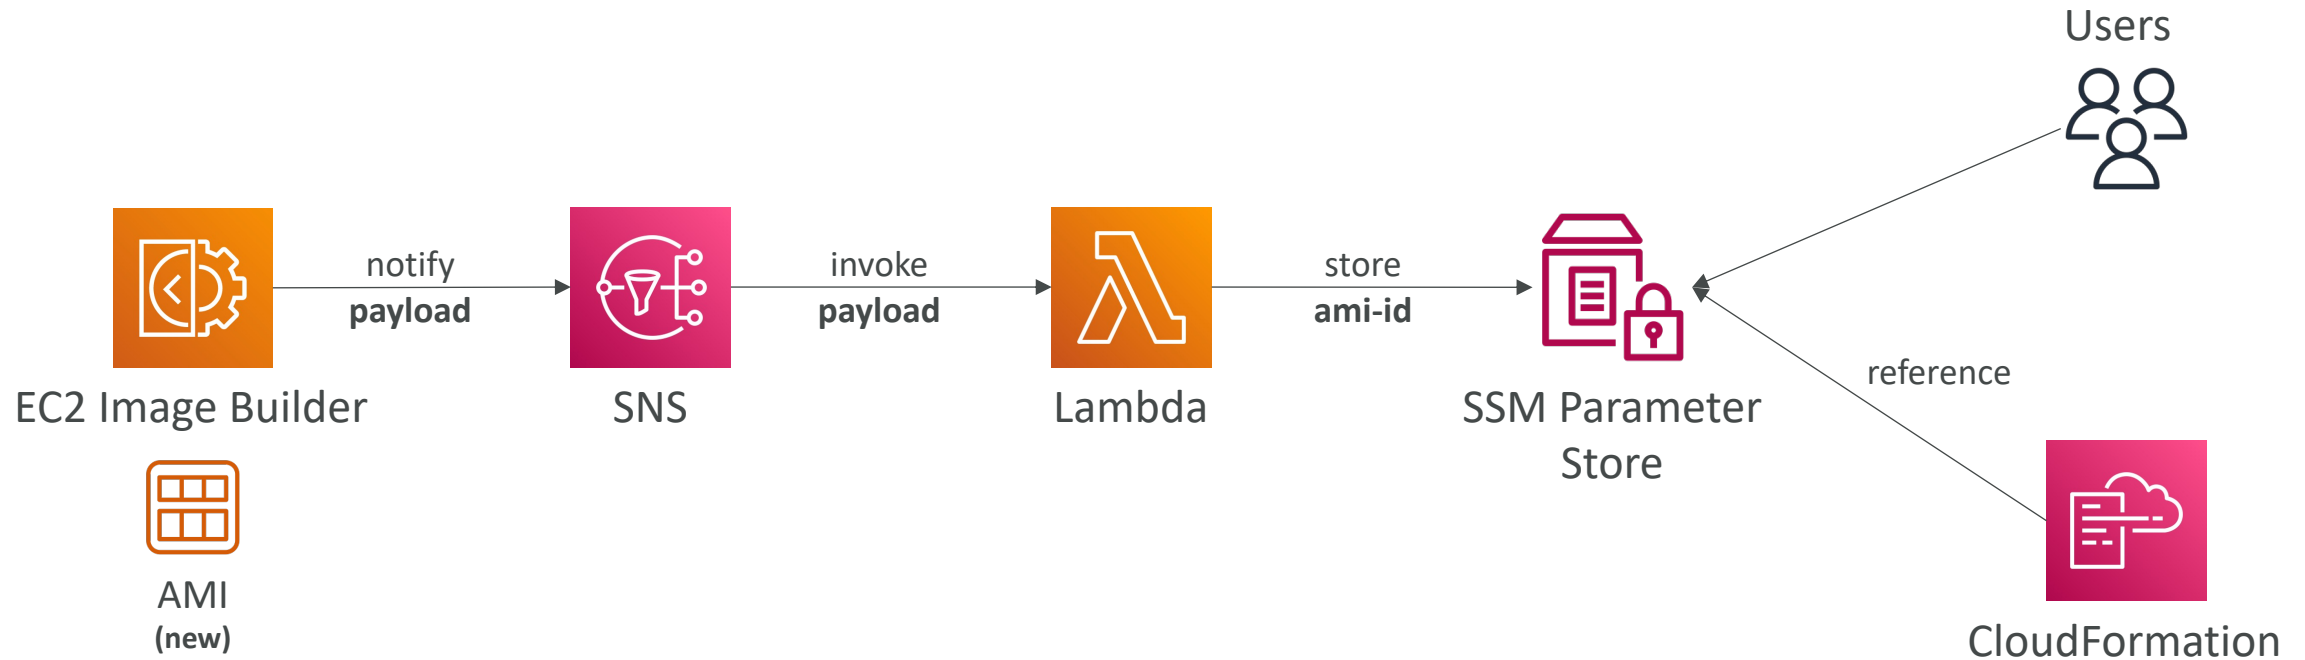 Users
notify
payload
invoke
payload
store
ami-id
reference
EC2 Image Builder
SNS
Lambda
SSM Parameter
Store
AMI
(new)
CloudFormation